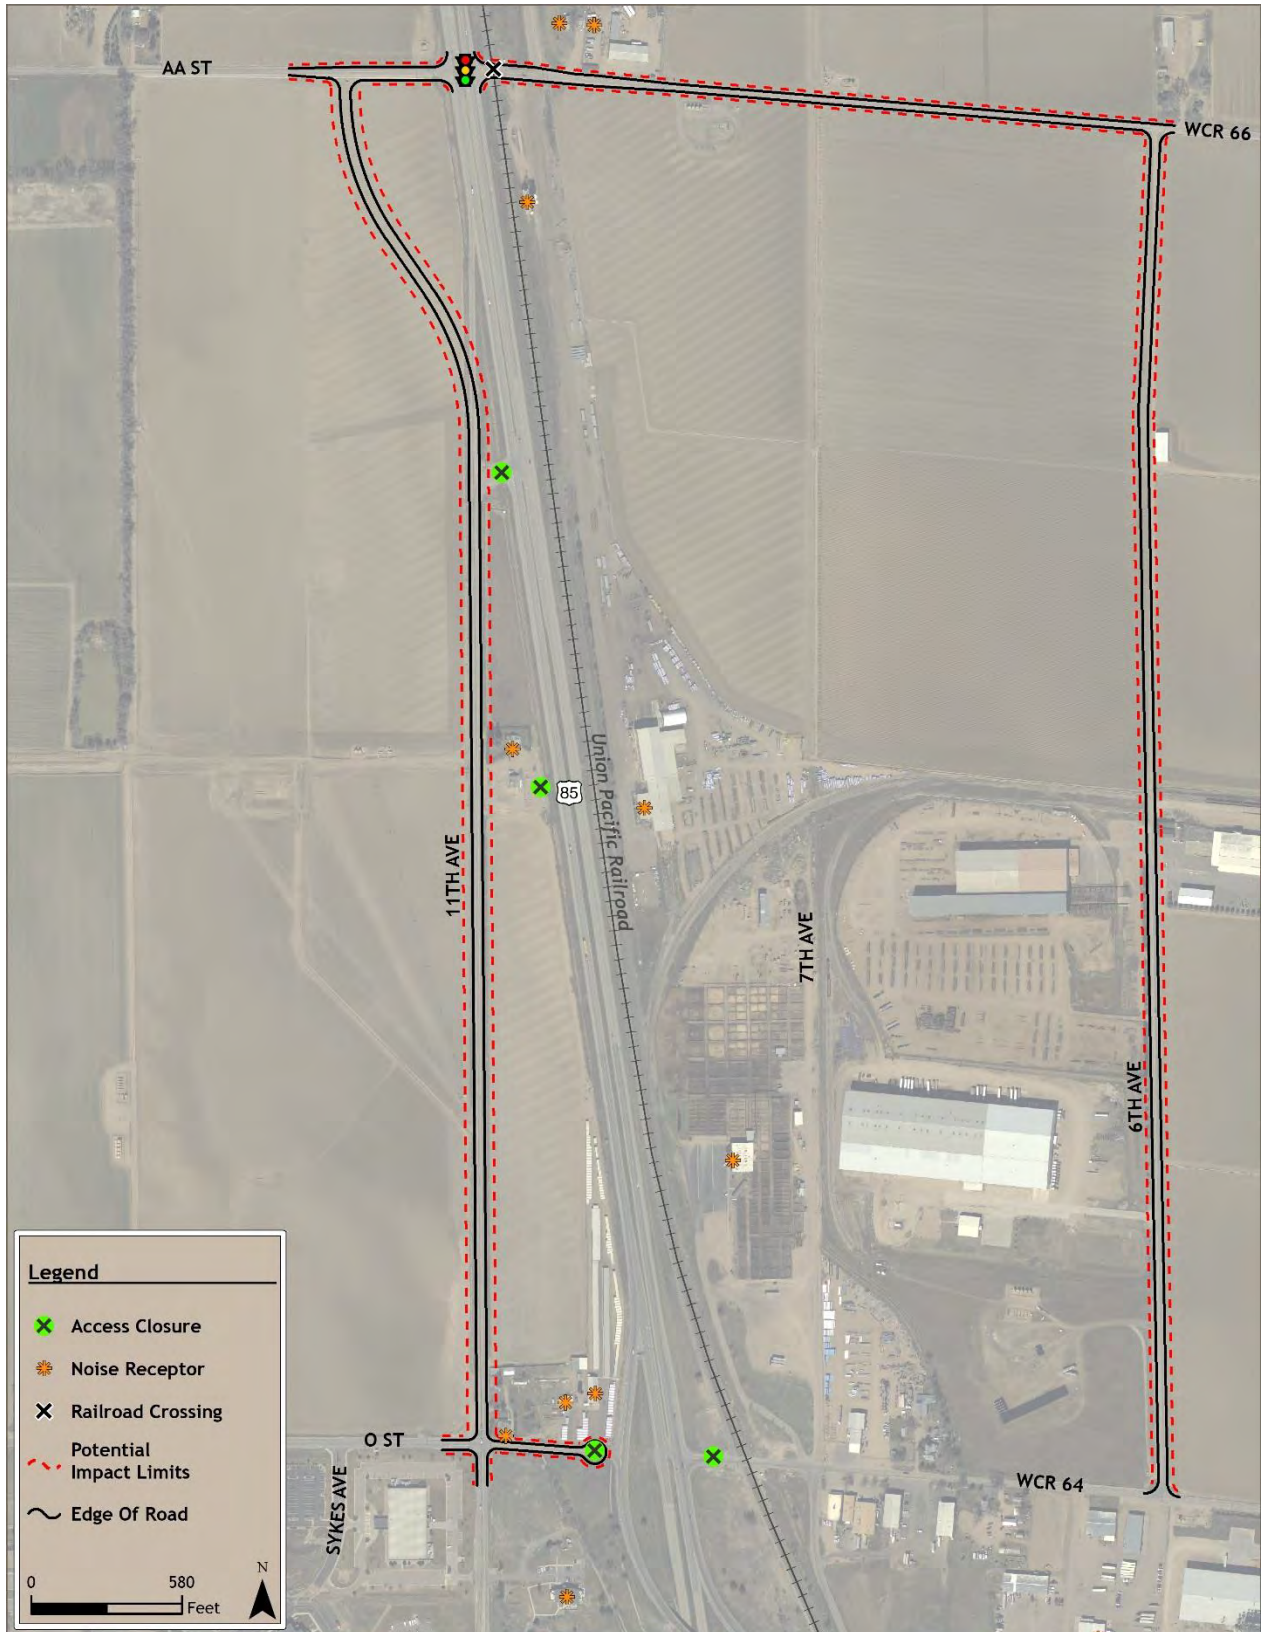 AA ST
WCR 66
Union Pacific Railroad
85
11TH AVE
7TH AVE
6TH AVE
O ST
SYKES AVE
WCR 64
Legend
Access Closure
Noise Receptor
Railroad Crossing
Potential
Impact Limits
Edge Of Road
N
0 580
Feet